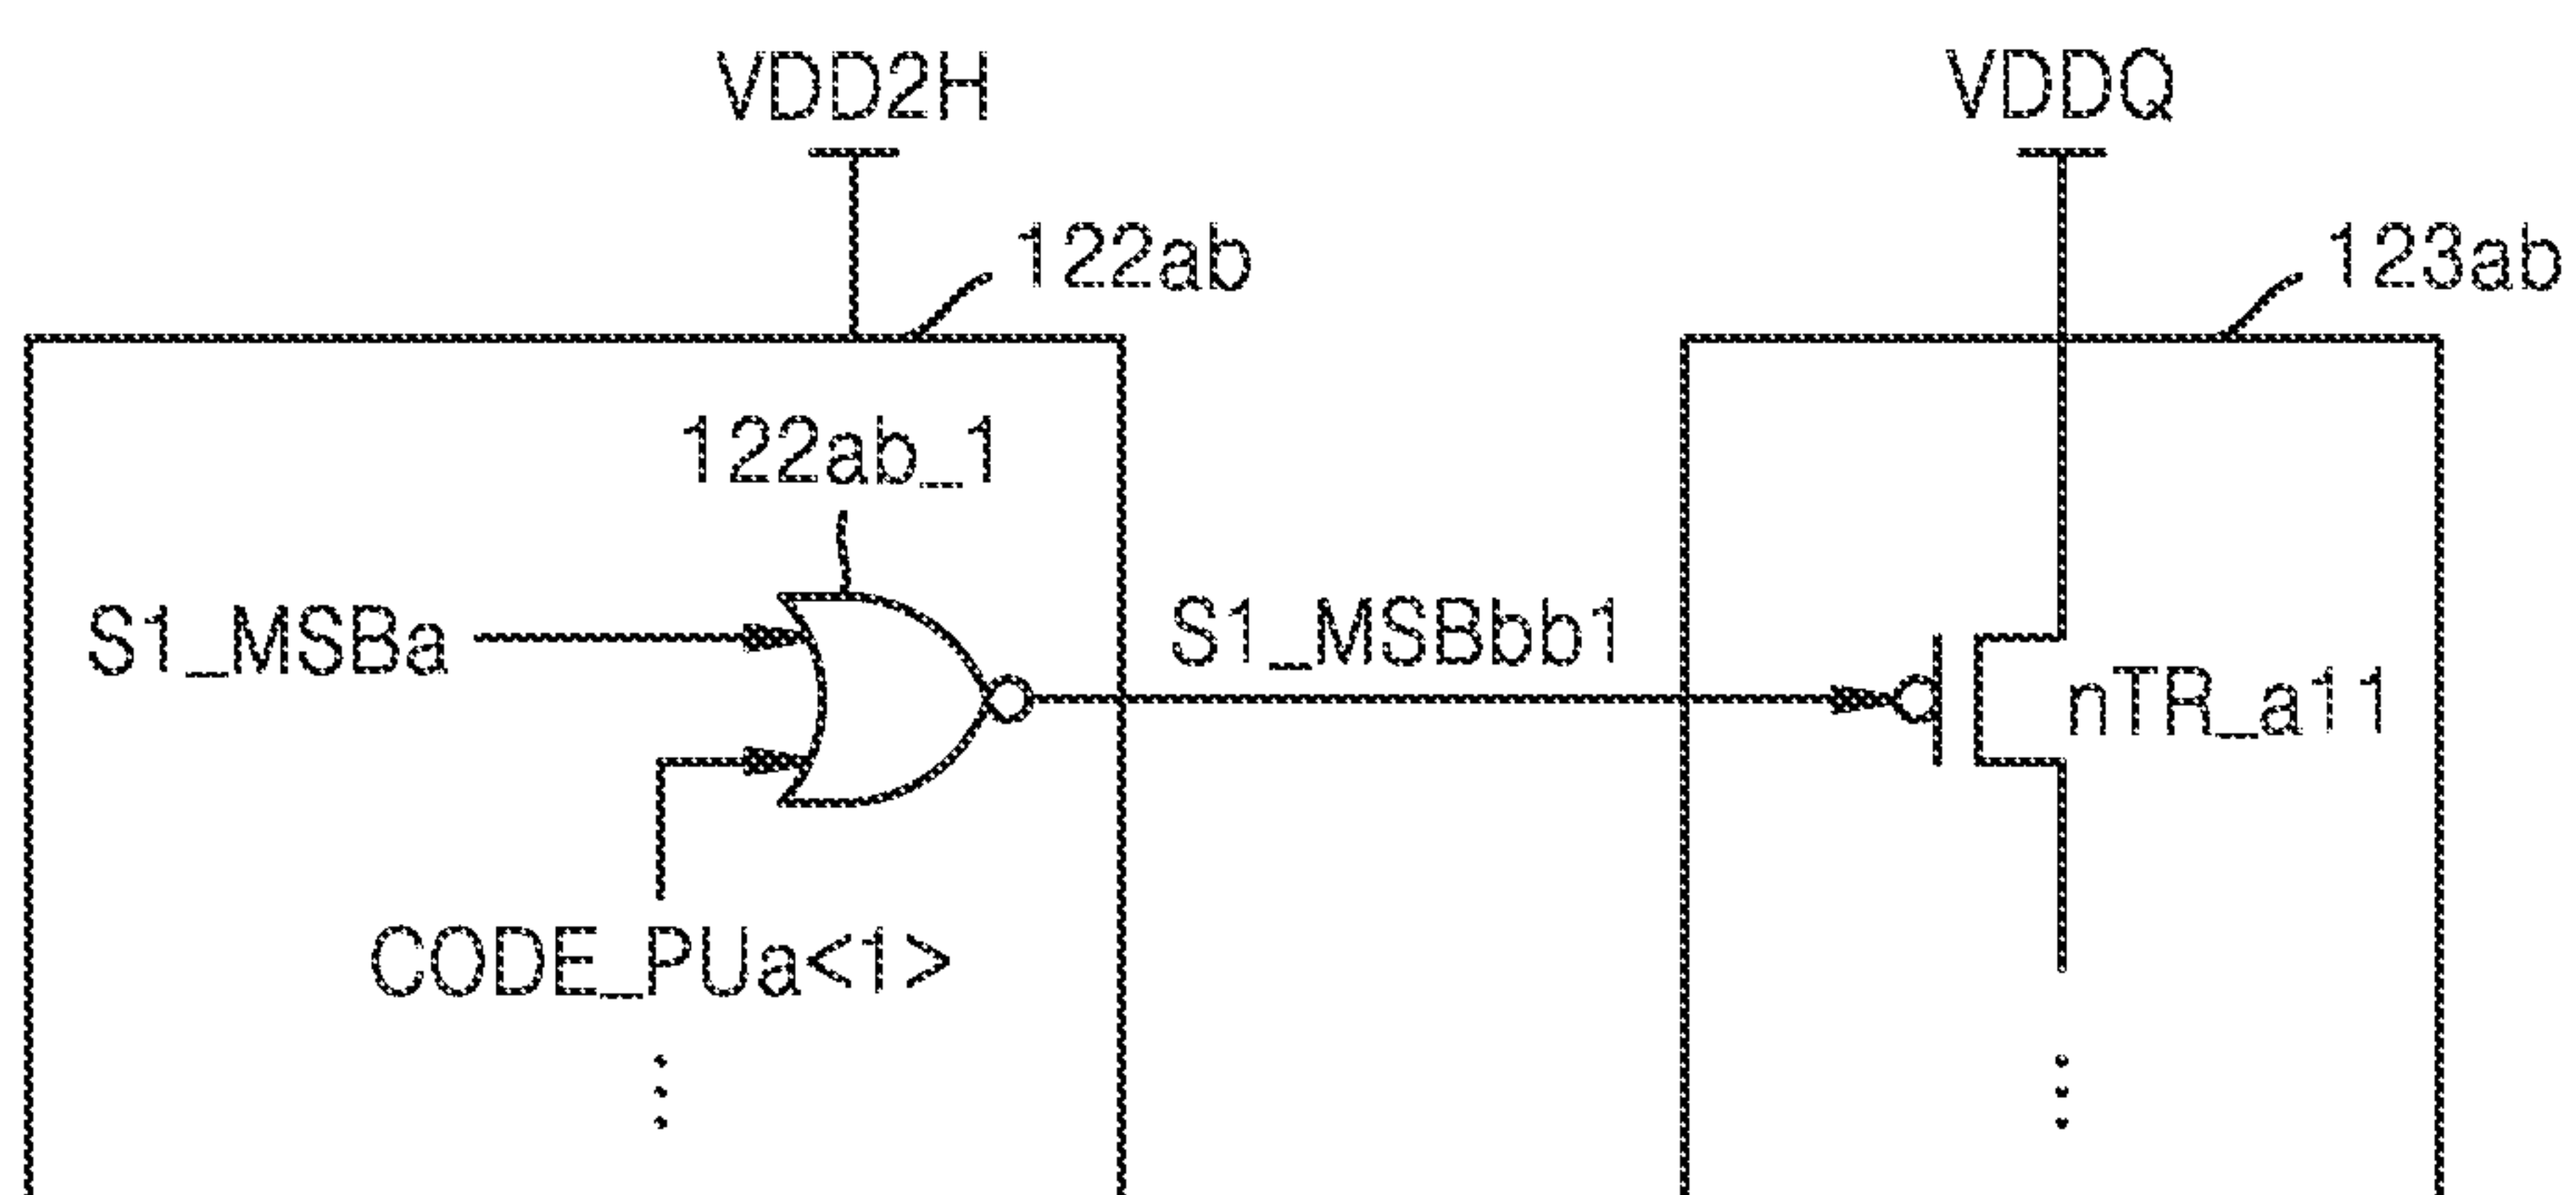 VDD2H
VDDQ
122ab
123ab
122ab_1
S1_MSBa
S1_MSBbb1
nTR_a11
CODE_PUa<1>